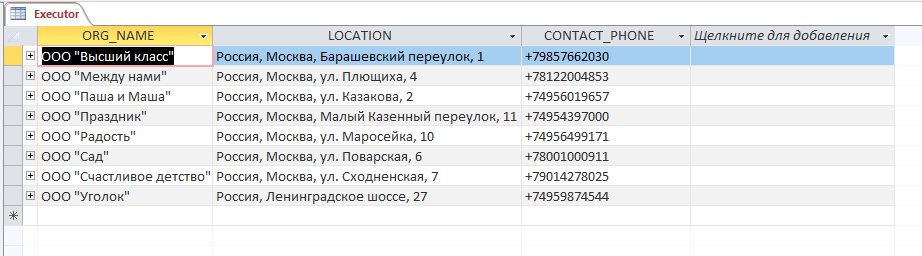 Executor
ORG_NAME LOCATION CONTACT_PHONE Щелкните для добавления
ООО "Высший класс" Россия, Москва, Барашевский переулок, 1 +79857662030
ООО "Между нами" Россия, Москва, ул. Плющиха, 4 +78122004853
ООО "Паша и Маша" Россия, Москва, ул. Казакова, 2 +74956019657
ООО "Праздник" Россия, Москва, Малый Казенный переулок, 11 +74954397000
ООО "Радость" Россия, Москва, ул. Маросейка, 10 +74956499171
ООО "Сад" Россия, Москва, ул. Поварская, 6 +78001000911
ООО "Счастливое детство" Россия, Москва, ул. Сходненская, 7 +79014278025
ООО "Уголок" Россия, Ленинградское шоссе, 27 +74959874544